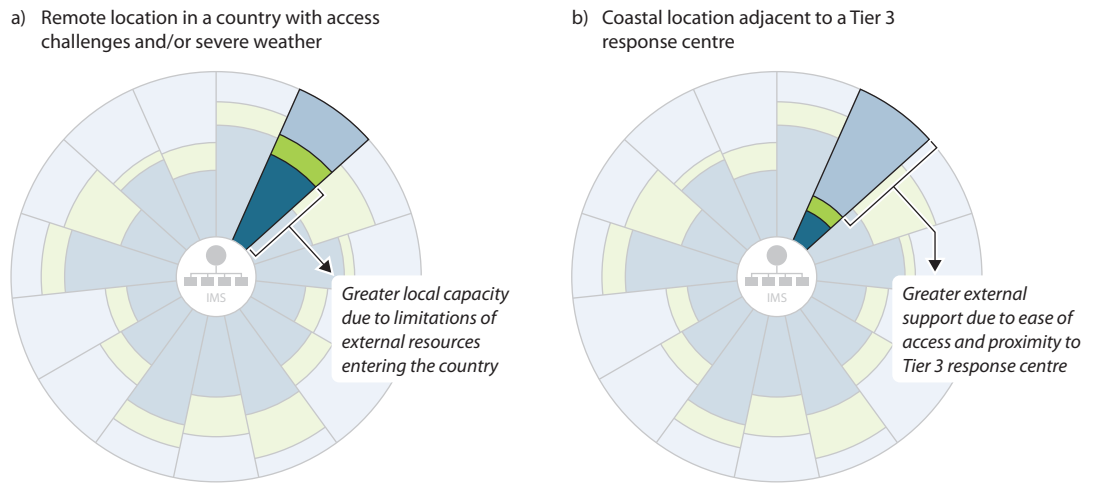 a) Remote location in a country with access
challenges and/or severe weather
IMS
Greater local capacity
due to limitations of
external resources
entering the country
b) Coastal location adjacent to a Tier 3
response centre
IMS
Greater external
support due to ease of
access and proximity to
Tier 3 response centre